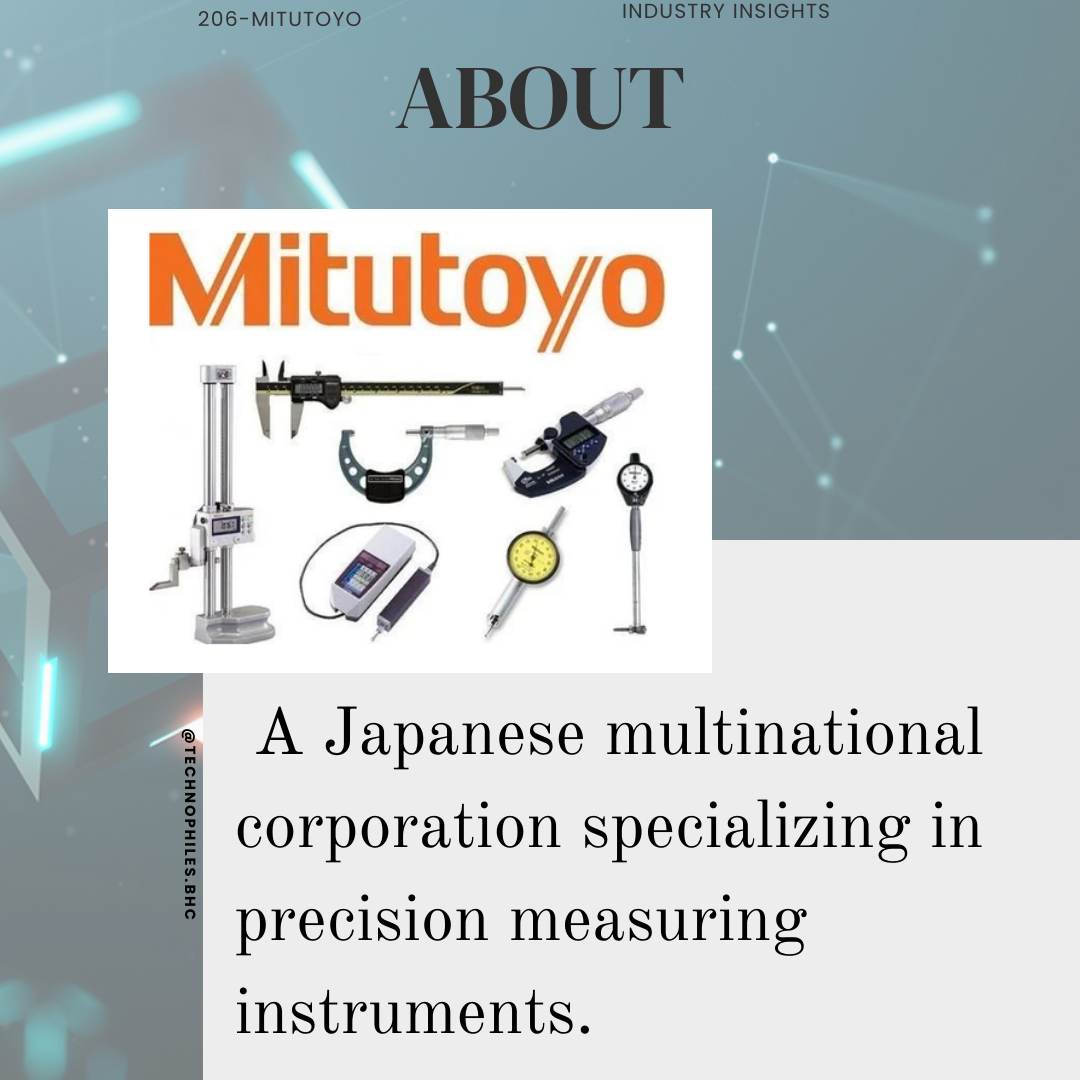 206-MITUTOYO
INDUSTRY INSIGHTS
ABOUT
Mitutoyo
@TECHNOPHILES.BHC
A Japanese multinational
corporation specializing in
precision measuring
instruments.